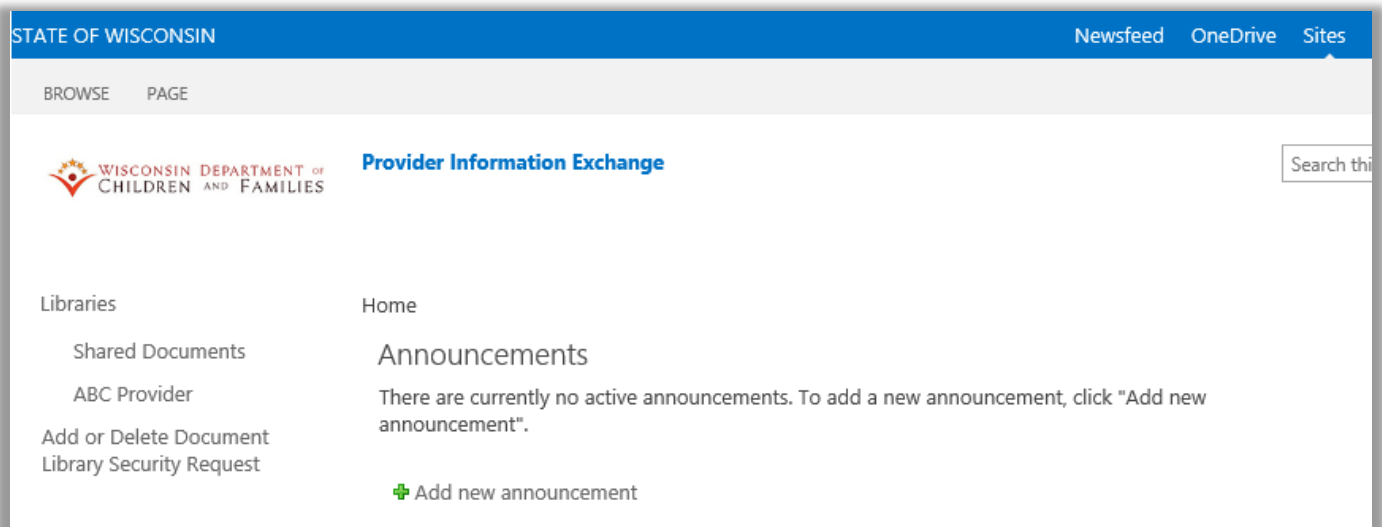 STATE OF WISCONSIN
Newsfeed OneDrive Sites
BROWSE PAGE
WISCONSIN DEPARTMENT OF
CHILDREN AND FAMILIES
Provider Information Exchange
Search thi
Libraries
Shared Documents
ABC Provider
Add or Delete Document
Library Security Request
Home
Announcements
There are currently no active announcements. To add a new announcement, click "Add new
announcement".
Add new announcement